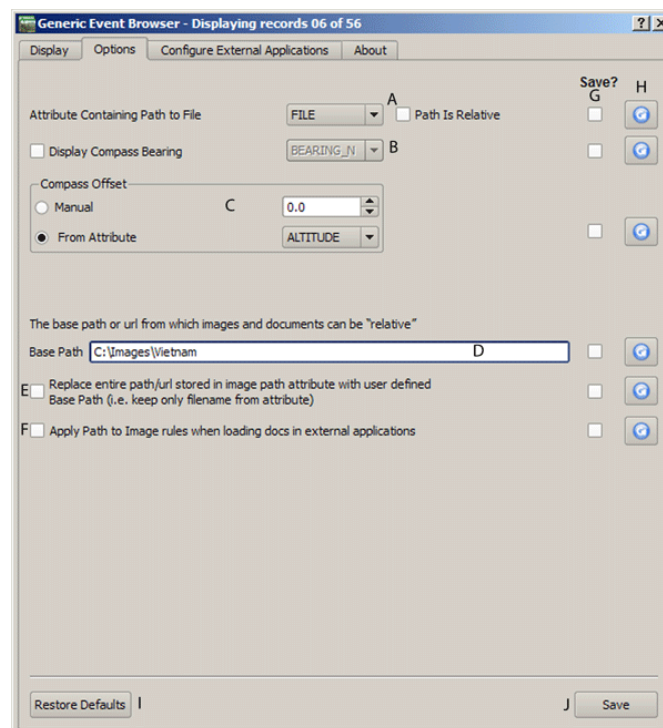 Generic Event Browser - Displaying records 06 of 56
Display Options Configure External Applications About
Save?
A G H
Attribute Containing Path to File FILE Path Is Relative
Display Compass Bearing BEARING_N B
Compass Offset
Manual C 0.0
From Attribute ALTITUDE
The base path or url from which images and documents can be “relative”
Base Path C:\Images\Vietnam D
E Replace entire path/url stored in image path attribute with user defined
Base Path (i.e. keep only filename from attribute)
F Apply Path to Image rules when loading docs in external applications
Restore Defaults I J Save